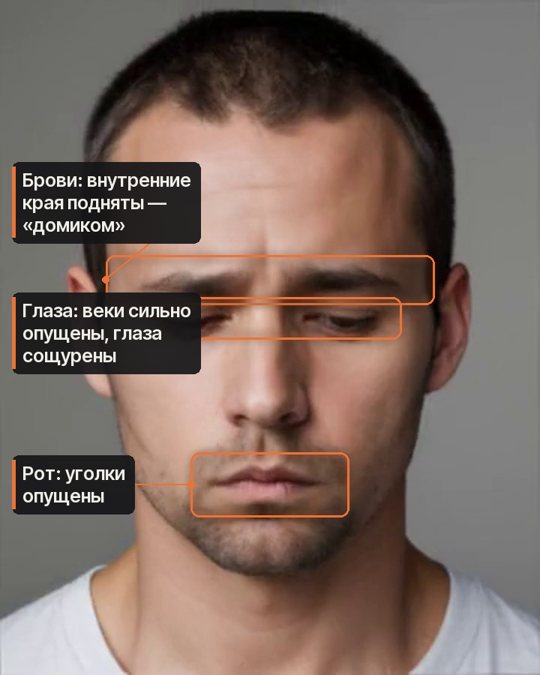 Брови: внутренние
края подняты —
«домиком»
Глаза: веки сильно
опущены, глаза
сощурены
Рот: уголки
опущены